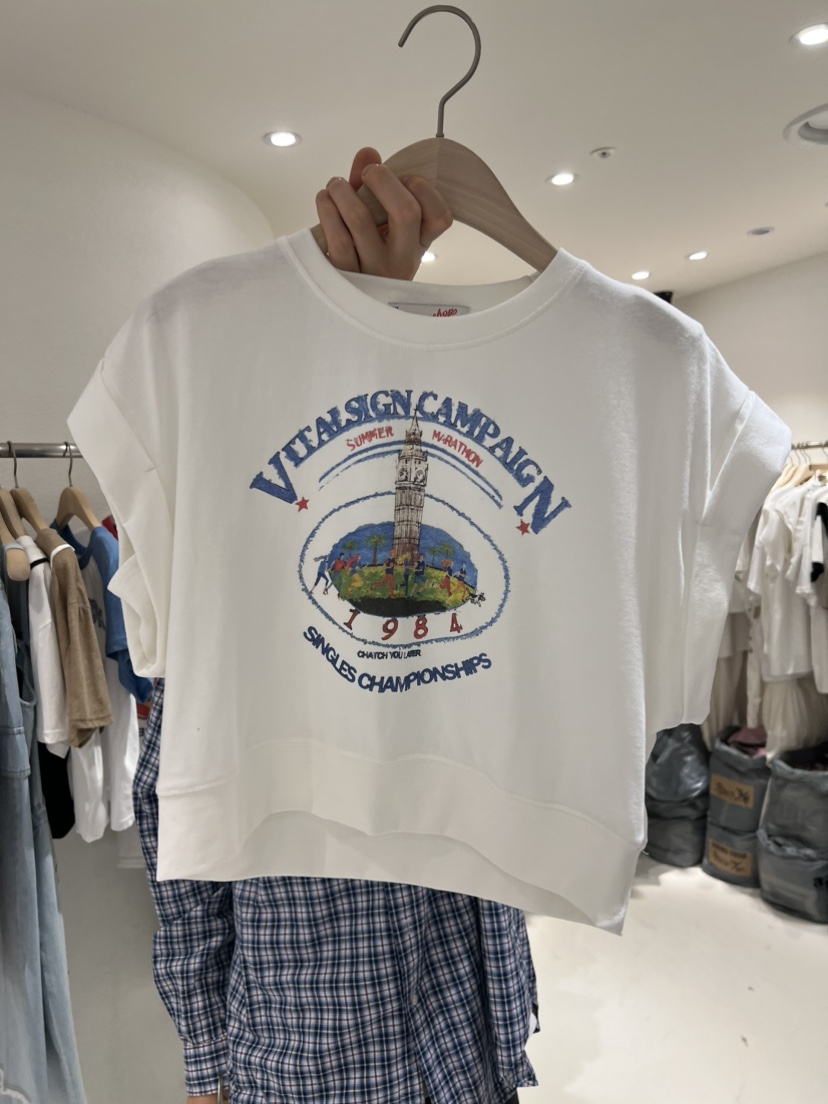 VITALSIGN CAMPAIGN
SUMMER MARATHON
1984
CHATCH YOU LATER
SINGLES CHAMPIONSHIPS